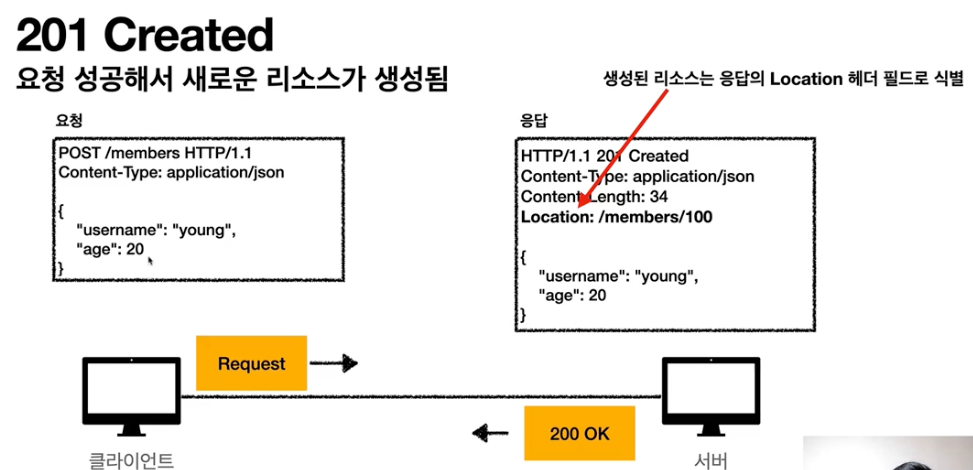 201 Created
요청 성공해서 새로운 리소스가 생성됨
생성된 리소스는 응답의 Location 헤더 필드로 식별
요청
POST /members HTTP/1.1
Content-Type: application/json
{
"username": "young",
"age": 20
}
응답
HTTP/1.1 201 Created
Content-Type: application/json
Content-Length: 34
Location: /members/100
{
"username": "young",
"age": 20
}
Request
200 OK
클라이언트
서버